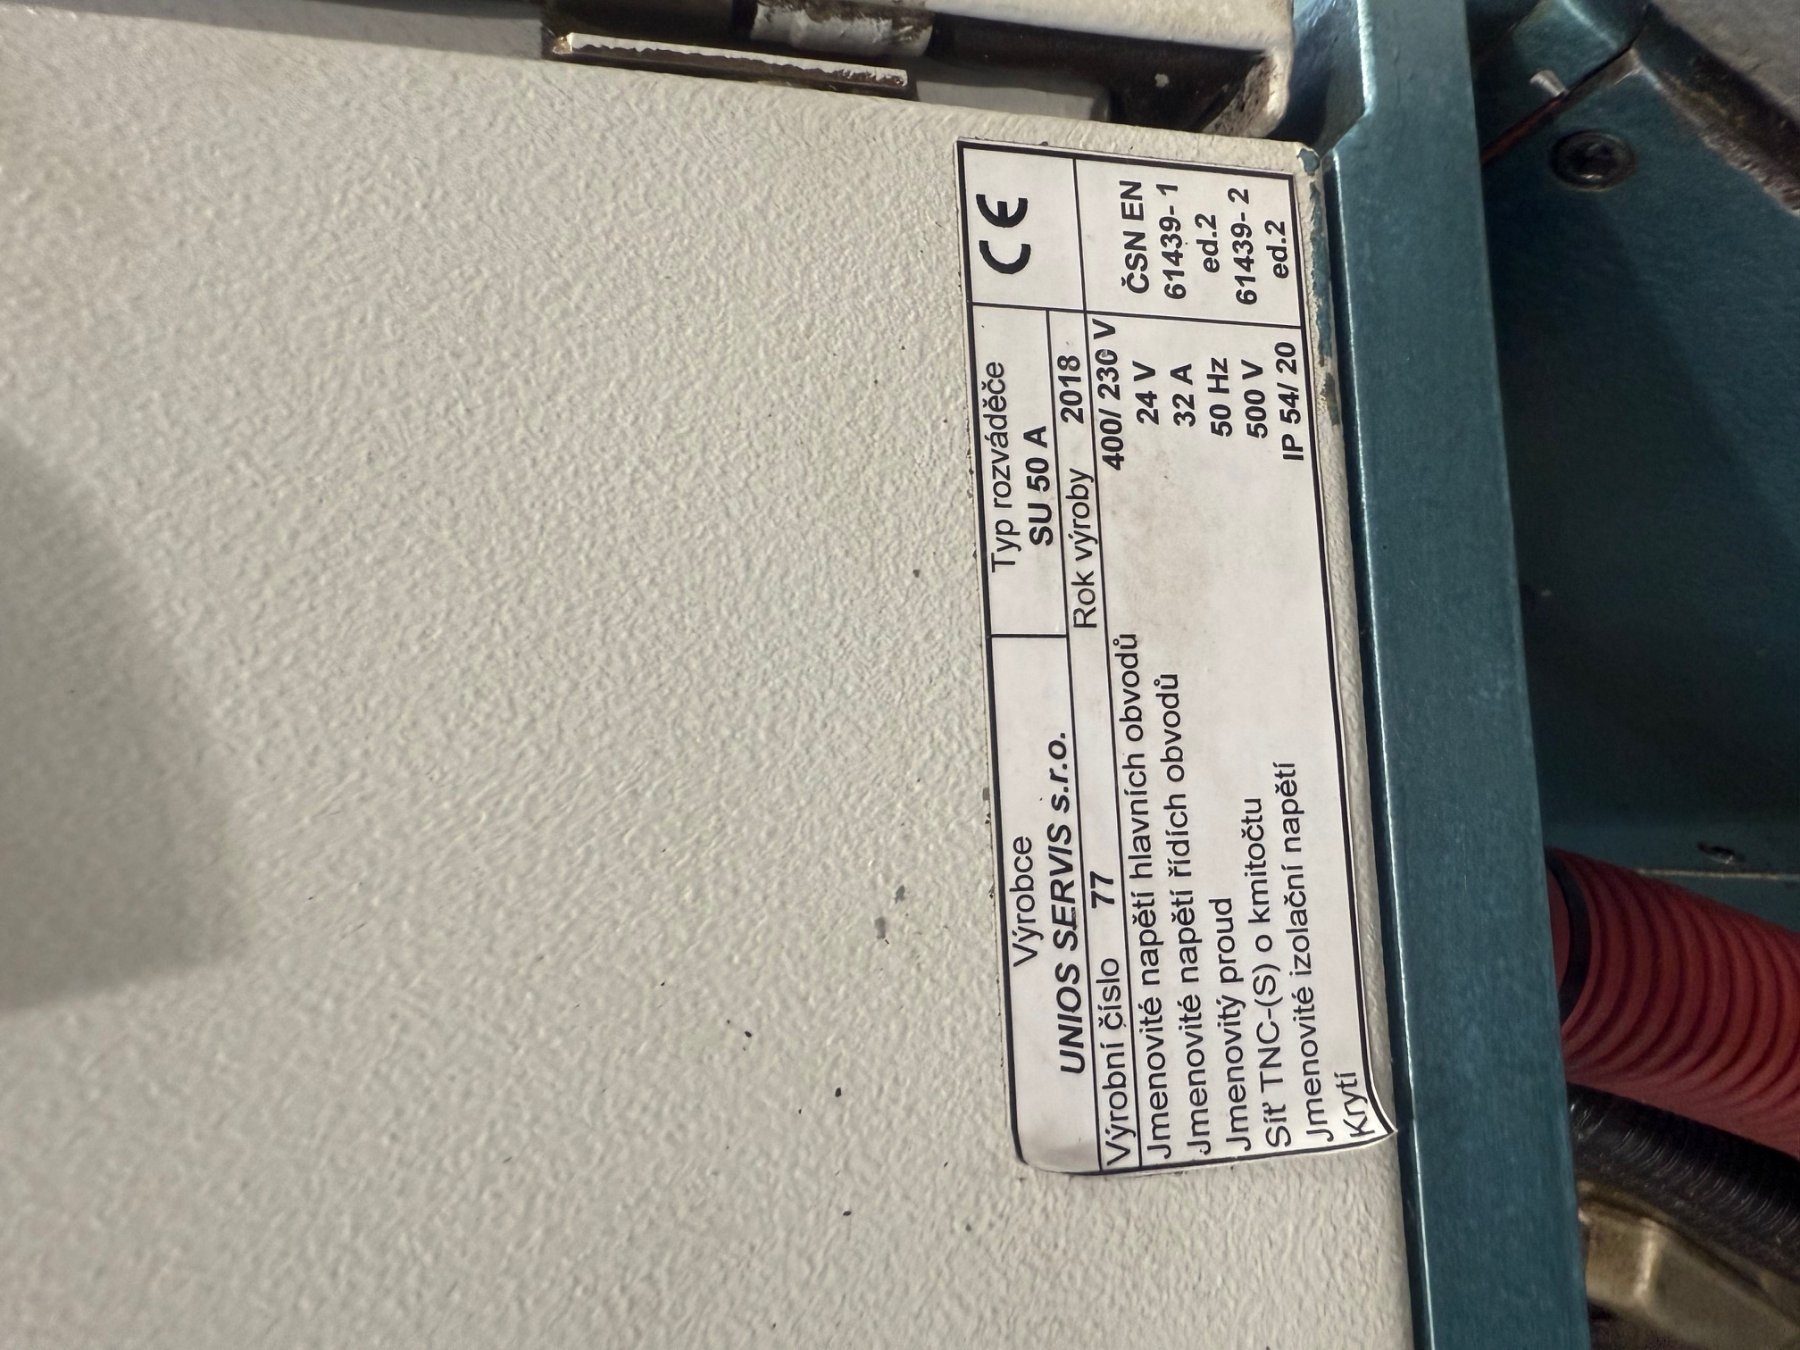 Výrobce
UNIOS SERVIS s.r.o.
Typ rozváděče
SU 50 A
CE
Výrobní číslo 77
Rok výroby 2018
Jmenovité napětí hlavních obvodů 400/ 230 V
Jmenovité napětí řídích obvodů 24 V
Jmenovitý proud 32 A
Síť TNC-(S) o kmitočtu 50 Hz
Jmenovité izolační napětí 500 V
Krytí IP 54/ 20
ČSN EN
61439- 1
ed.2
61439- 2
ed.2